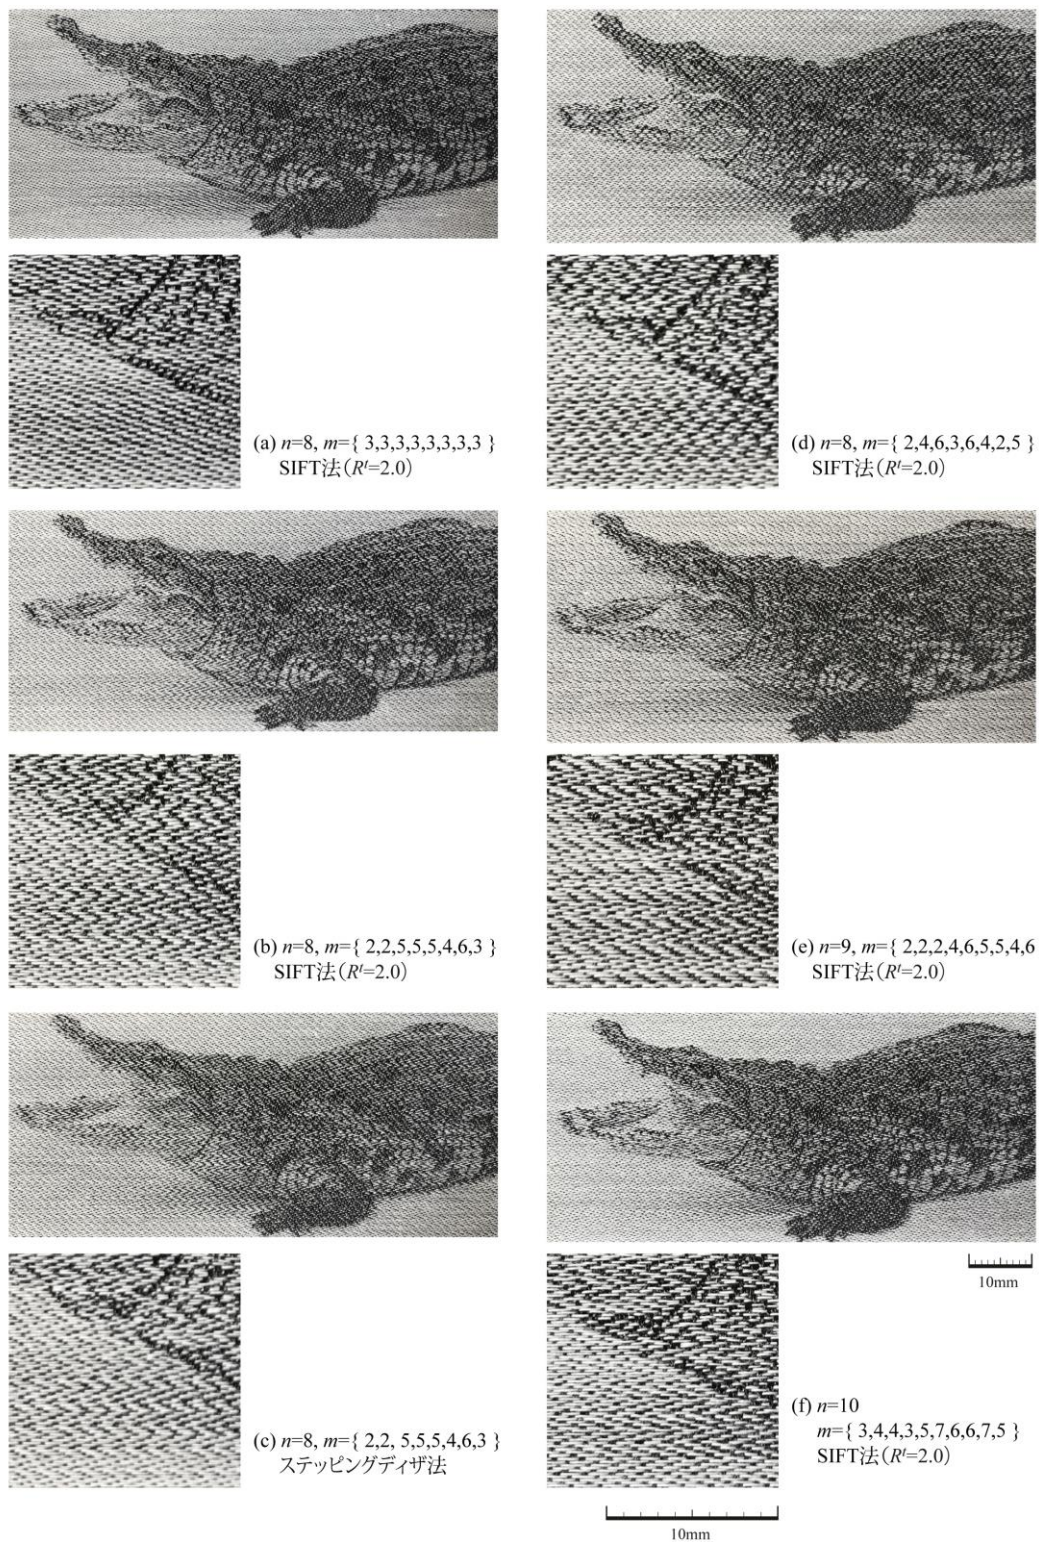 (a) n=8, m={ 3,3,3,3,3,3,3,3 }
SIFT法(Rᵗ=2.0)
(d) n=8, m={ 2,4,6,3,6,4,2,5 }
SIFT法(Rᵗ=2.0)
(b) n=8, m={ 2,2,5,5,5,4,6,3 }
SIFT法(Rᵗ=2.0)
(e) n=9, m={ 2,2,2,4,6,5,5,4,6
SIFT法(Rᵗ=2.0)
(c) n=8, m={ 2,2, 5,5,5,4,6,3 }
ステッピングディザ法
10mm
(f) n=10
m={ 3,4,4,3,5,7,6,6,7,5 }
SIFT法(Rᵗ=2.0)
10mm